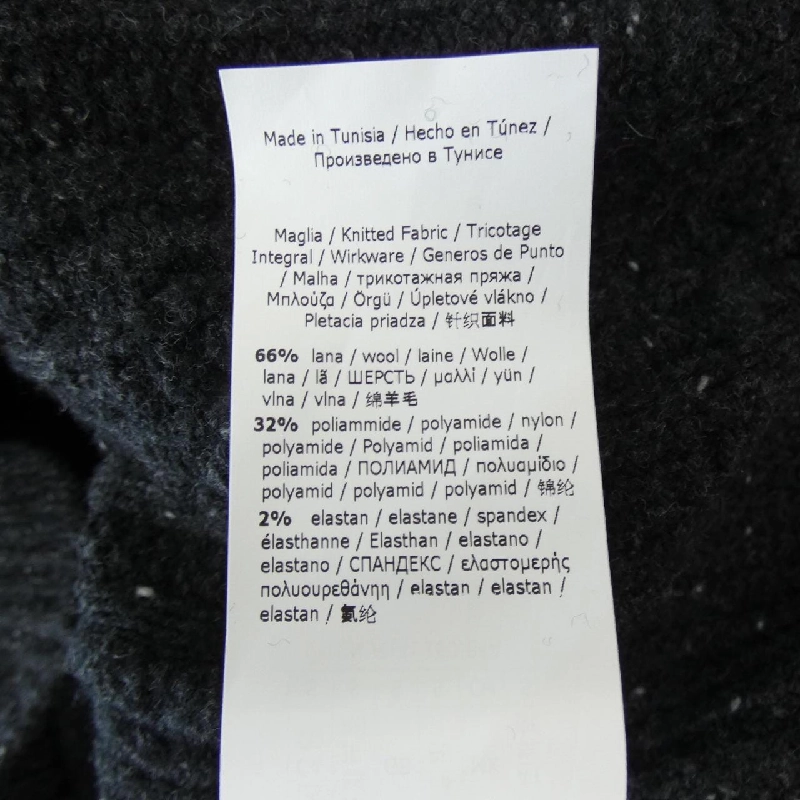 Made in Tunisia / Hecho en Túnez /
Произведено в Тунисе
Maglia / Knitted Fabric / Tricotage
Integral / Wirkware / Generos de Punto
/ Malha / трикотажная пряжа /
Μπλούζα / Örgü / Úpletové vlákno /
Pletacia priadza / 针织面料
66% lana / wool / laine / Wolle /
lana / lã / ШЕРСТЬ / μαλλί / yün /
vlna / vlna / 绵羊毛
32% poliammide / polyamide / nylon /
polyamide / Polyamid / poliamida /
poliamida / ПОЛИАМИД / πολυαμίδιο /
polyamid / polyamid / polyamid / 锦纶
2% elastan / elastane / spandex /
élasthanne / Elasthan / elastano /
elastano / СПАНДЕКС / ελαστομερής
πολυουρεθάνηη / elastan / elastan /
elastan / 氨纶